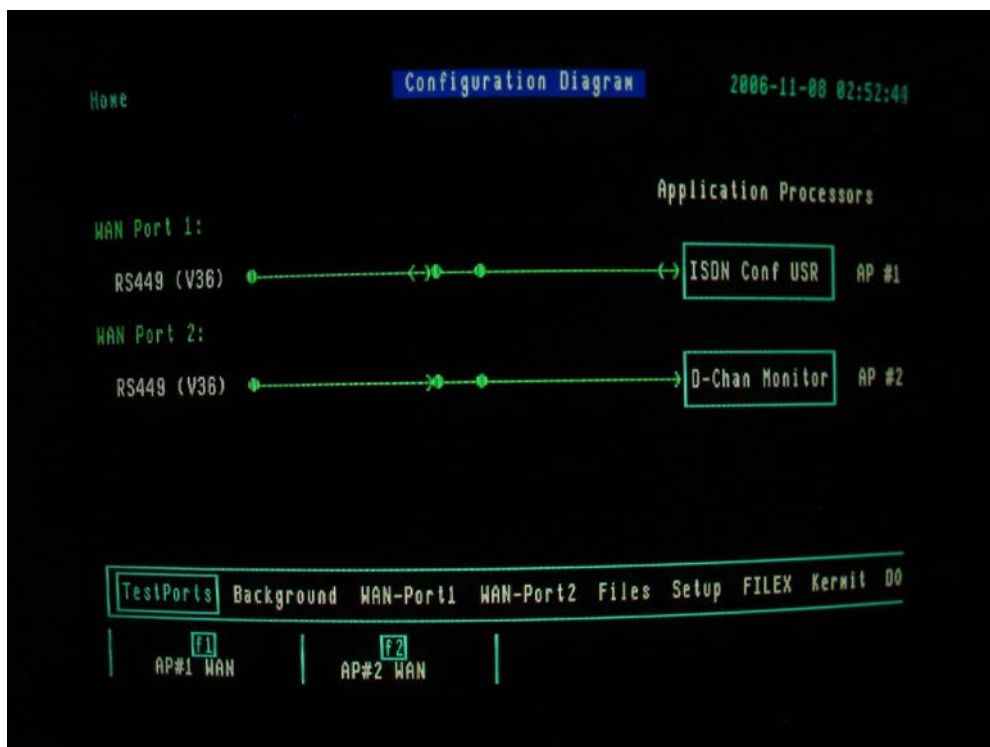 Home Configuration Diagram 2006-11-08 02:52:44
Application Processors
WAN Port 1:
RS449 (V36) ISDN Conf USR AP #1
WAN Port 2:
RS449 (V36) D-Chan Monitor AP #2
TestPorts Background WAN-Port1 WAN-Port2 Files Setup FILEX Kermit DO
f1 f2
AP#1 WAN AP#2 WAN